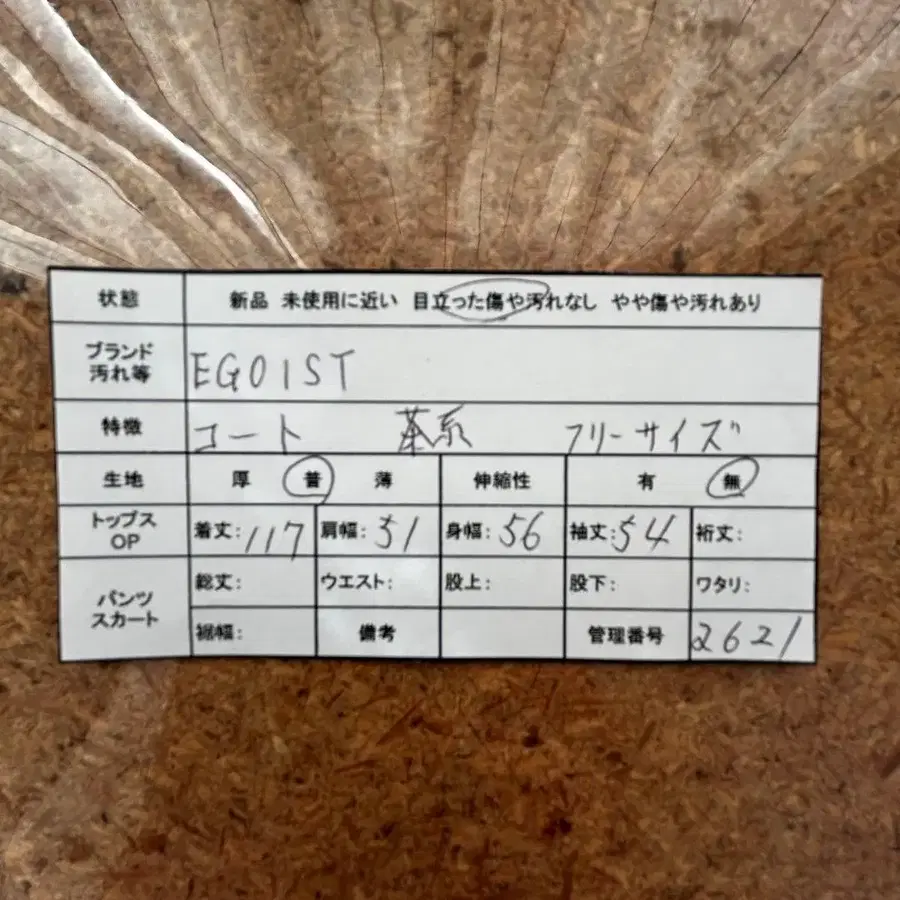 状態 新品 未使用に近い 目立った傷や汚れなし やや傷や汚れあり
ブランド
汚れ等 EGOIST
特徴 コート 茶系 フリーサイズ
生地 厚 普 薄 伸縮性 有 無
トップス
OP 着丈:117 肩幅:51 身幅:56 袖丈:54 裄丈:
パンツ
スカート 総丈: ウエスト: 股上: 股下: ワタリ:
裾幅: 備考 管理番号 2621